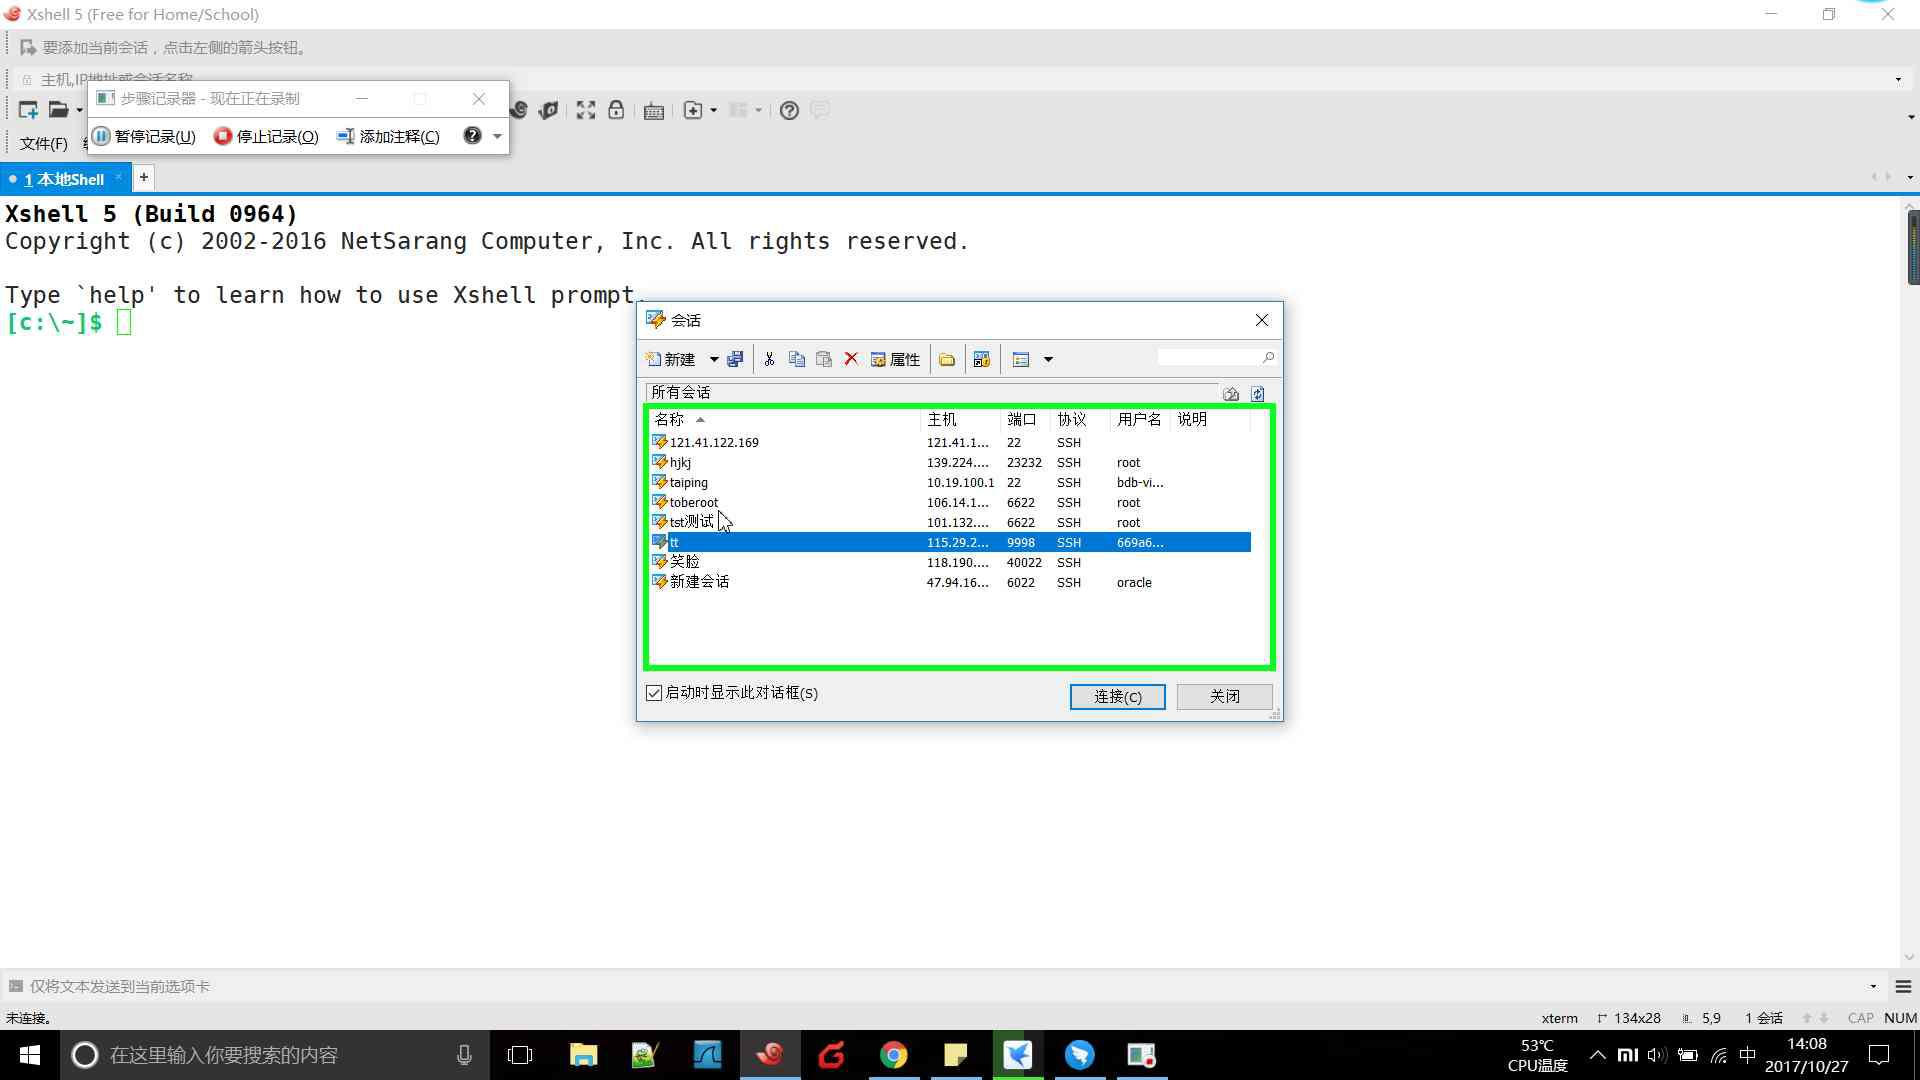 Xshell 5 (Free for Home/School)
要添加当前会话，点击左侧的箭头按钮。
主机,IP地址或会话名称
步骤记录器 - 现在正在录制
暂停记录(U) 停止记录(O) 添加注释(C)
文件(F)
1 本地Shell
Xshell 5 (Build 0964)
Copyright (c) 2002-2016 NetSarang Computer, Inc. All rights reserved.
Type `help' to learn how to use Xshell prompt.
[c:\~]$
会话
新建 属性
所有会话
名称 主机 端口 协议 用户名 说明
121.41.122.169 121.41.1... 22 SSH
hjkj 139.224.... 23232 SSH root
taiping 10.19.100.1 22 SSH bdb-vi...
toberoot 106.14.1... 6622 SSH root
tst测试 101.132.... 6622 SSH root
tt 115.29.2... 9998 SSH 669a6...
笑脸 118.190.... 40022 SSH
新建会话 47.94.16... 6022 SSH oracle
启动时显示此对话框(S) 连接(C) 关闭
仅将文本发送到当前选项卡
未连接。 xterm 134x28 5,9 1 会话 CAP NUM
在这里输入你要搜索的内容
53℃
CPU温度
中
14:08
2017/10/27